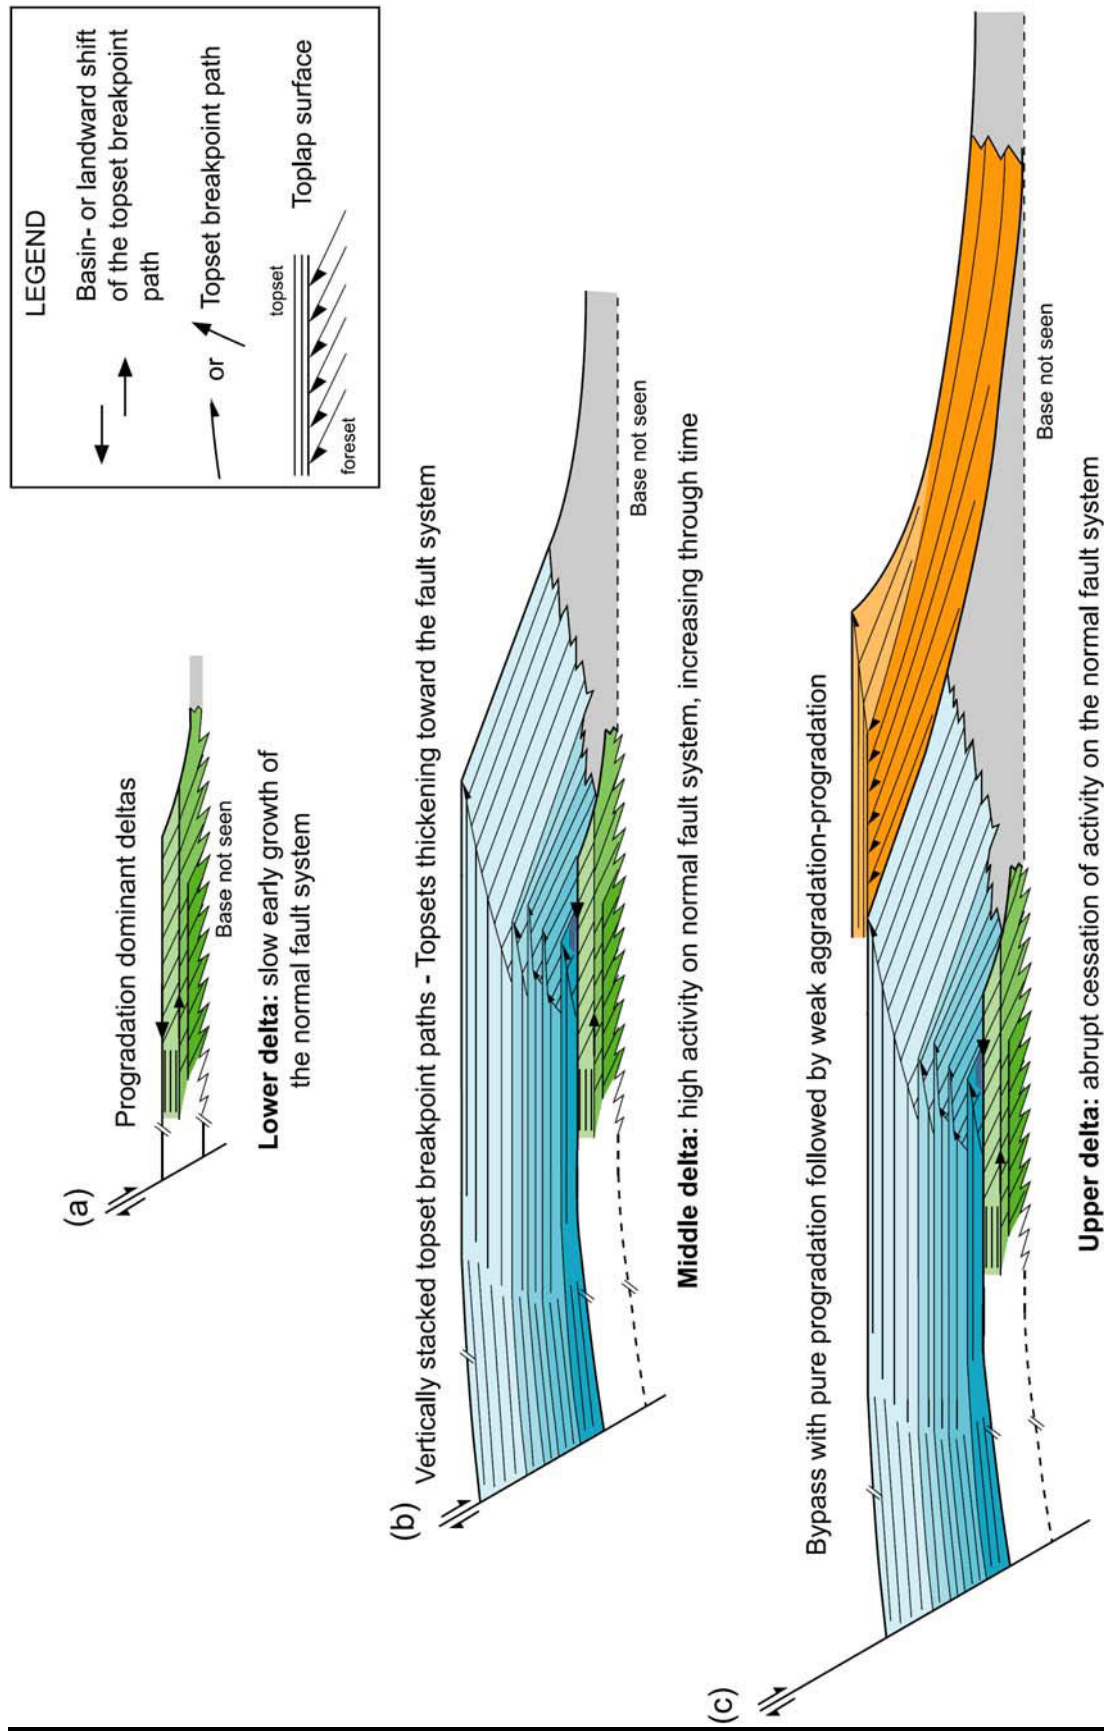 (a)
Progradation dominant deltas
Base not seen
Lower delta: slow early growth of
the normal fault system
LEGEND
Basin- or landward shift
of the topset breakpoint
path
or
Topset breakpoint path
topset
foreset
Toplap surface
(b)
Vertically stacked topset breakpoint paths - Topsets thickening toward the fault system
Base not seen
Middle delta: high activity on normal fault system, increasing through time
(c)
Bypass with pure progradation followed by weak aggradation-progradation
Base not seen
Upper delta: abrupt cessation of activity on the normal fault system